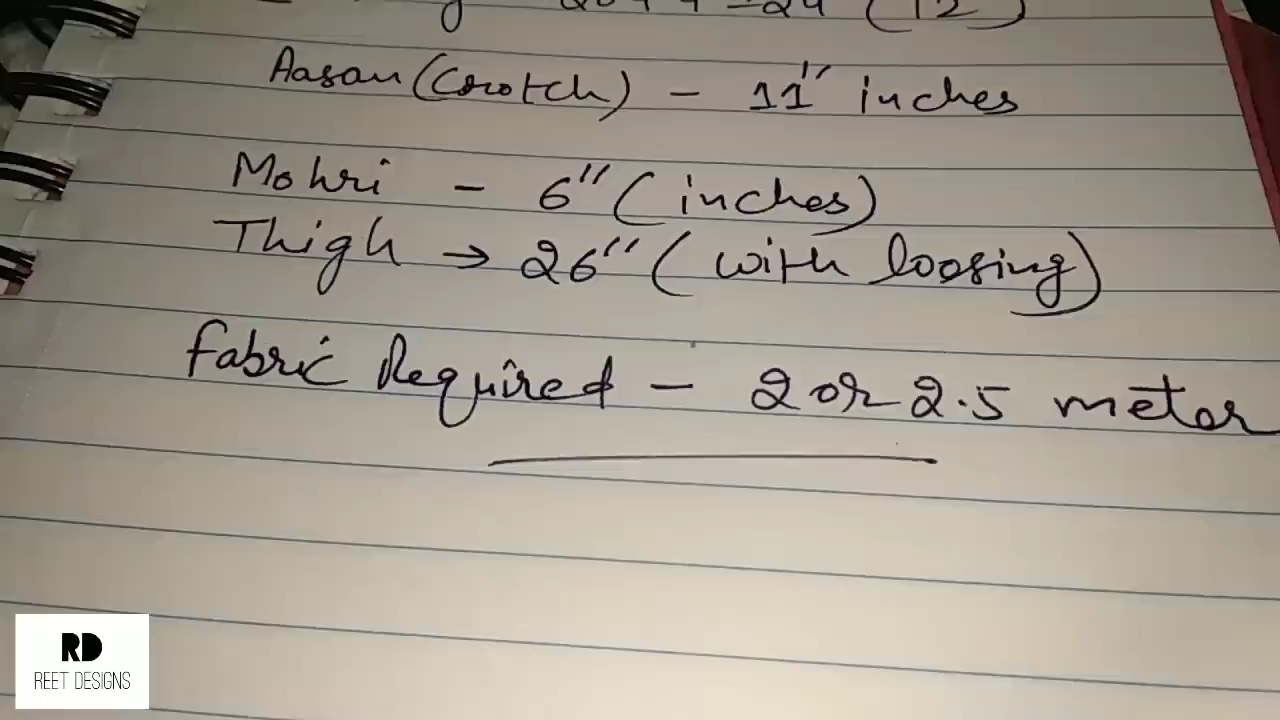 Aasan (Crotch) - 11" inches
Mohri - 6" (inches)
Thigh → 26" (with loosing)
Fabric Required - 2 or 2.5 meter
RD
REET DESIGNS